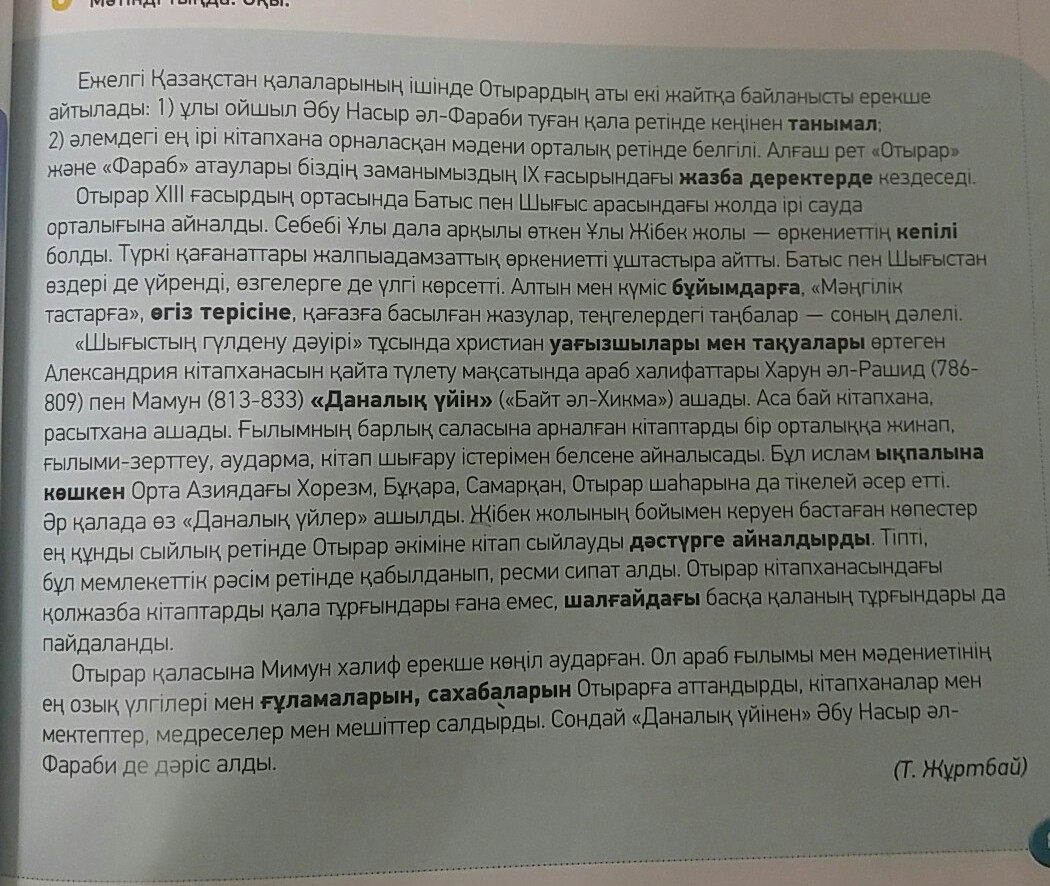 Мәтінді тыңда. Оқы.
Ежелгі Қазақстан қалаларының ішінде Отырардың аты екі жайтқа байланысты ерекше
айтылады: 1) ұлы ойшыл Әбу Насыр әл-Фараби туған қала ретінде кеңінен танымал;
2) әлемдегі ең ірі кітапхана орналасқан мәдени орталық ретінде белгілі. Алғаш рет «Отырар»
және «Фараб» атаулары біздің заманымыздың IX ғасырындағы жазба деректерде кездеседі.
Отырар XIII ғасырдың ортасында Батыс пен Шығыс арасындағы жолда ірі сауда
орталығына айналды. Себебі Ұлы дала арқылы өткен Ұлы Жібек жолы — өркениеттің кепілі
болды. Түркі қағанаттары жалпыадамзаттық өркениетті ұштастыра айтты. Батыс пен Шығыстан
өздері де үйренді, өзгелерге де үлгі көрсетті. Алтын мен күміс бұйымдарға, «Мәңгілік
тастарға», өгіз терісіне, қағазға басылған жазулар, теңгелердегі таңбалар — соның дәлелі.
«Шығыстың гүлдену дәуірі» тұсында христиан уағызшылары мен тақуалары өртеген
Александрия кітапханасын қайта түлету мақсатында араб халифаттары Харун әл-Рашид (786-
809) пен Мамун (813-833) «Даналық үйін» («Байт әл-Хикма») ашады. Аса бай кітапхана,
расытхана ашады. Ғылымның барлық саласына арналған кітаптарды бір орталыққа жинап,
ғылыми-зерттеу, аударма, кітап шығару істерімен белсене айналысады. Бұл ислам ықпалына
көшкен Орта Азиядағы Хорезм, Бұқара, Самарқан, Отырар шаһарына да тікелей әсер етті.
Әр қалада өз «Даналық үйлер» ашылды. Жібек жолының бойымен керуен бастаған көпестер
ең құнды сыйлық ретінде Отырар әкіміне кітап сыйлауды дәстүрге айналдырды. Тіпті,
бұл мемлекеттік рәсім ретінде қабылданып, ресми сипат алды. Отырар кітапханасындағы
қолжазба кітаптарды қала тұрғындары ғана емес, шалғайдағы басқа қаланың тұрғындары да
пайдаланды.
Отырар қаласына Мимун халиф ерекше көңіл аударған. Ол араб ғылымы мен мәдениетінің
ең озық үлгілері мен ғұламаларын, сахабаларын Отырарға аттандырды, кітапханалар мен
мектептер, медреселер мен мешіттер салдырды. Сондай «Даналық үйінен» Әбу Насыр әл-
Фараби де дәріс алды.
(Т. Жұртбай)